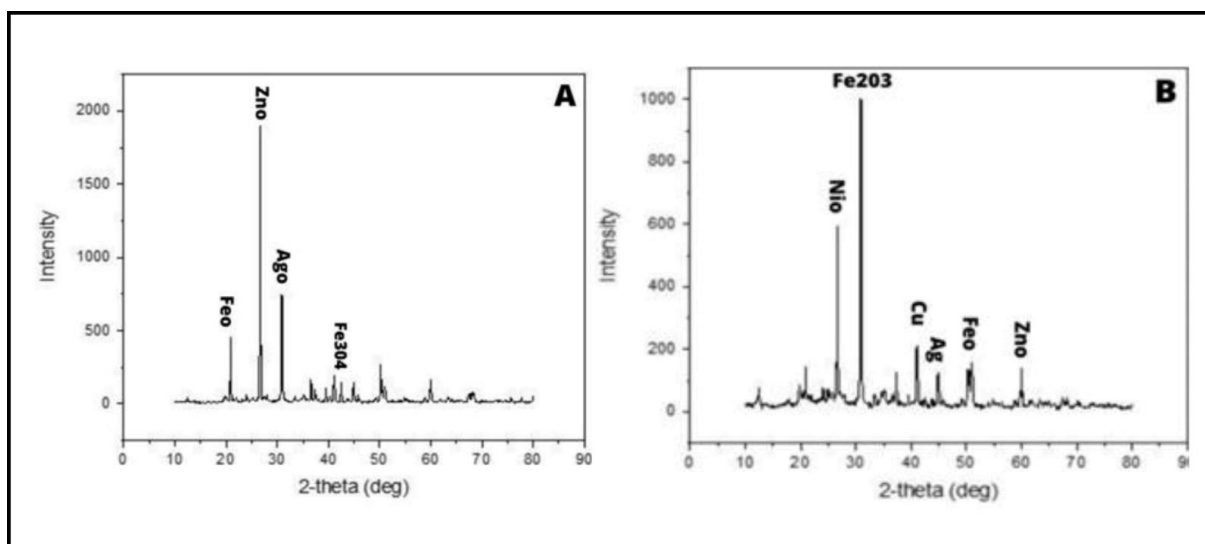 A
Zno
Ago
Feo
Fe304
2000
1500
1000
500
0
Intensity
0 10 20 30 40 50 60 70 80 90
2-theta (deg)
B
Fe203
Nio
Cu
Ag
Feo
Zno
1000
800
600
400
200
0
Intensity
0 10 20 30 40 50 60 70 80
2-theta (deg)